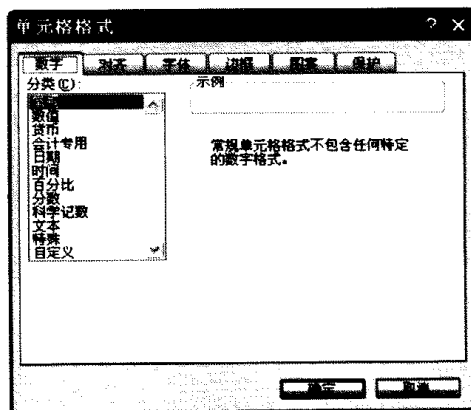 单元格格式
数字 对齐 字体 边框 图案 保护
分类(C):
示例
常规
数值
货币
会计专用
日期
时间
百分比
分数
科学记数
文本
特殊
自定义
常规单元格格式不包含任何特定
的数字格式。
确定 取消